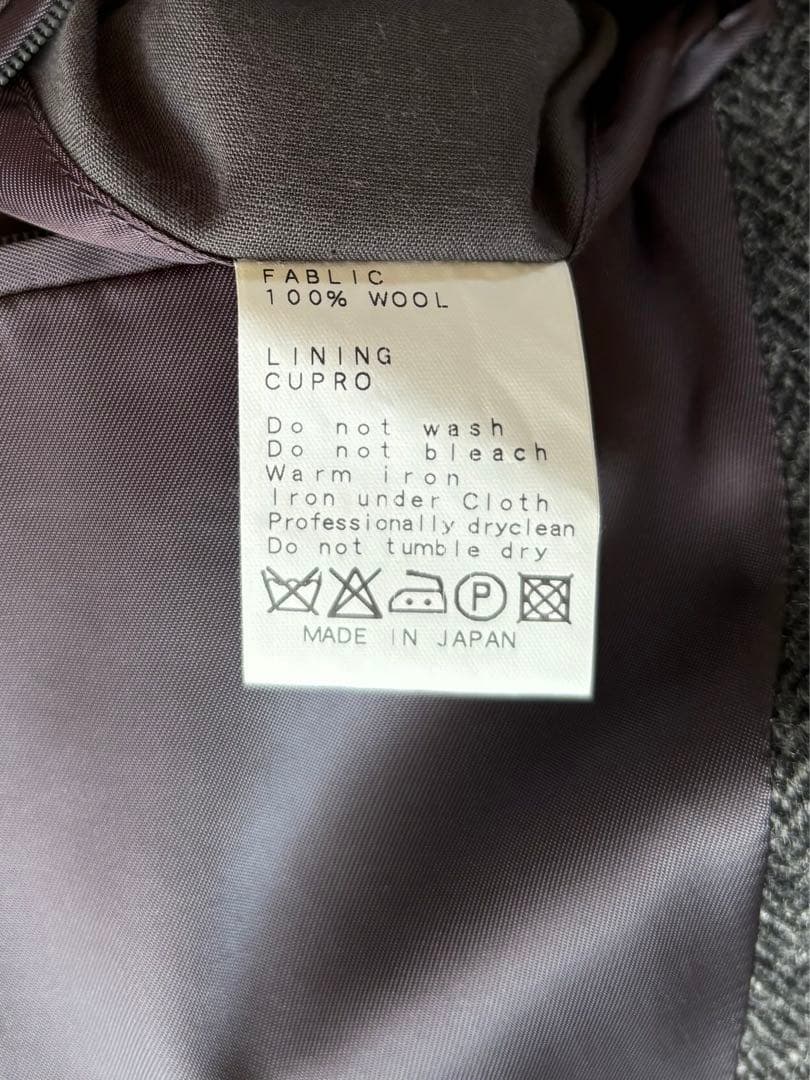 FABLIC
100% WOOL
LINING
CUPRO
Do not wash
Do not bleach
Warm iron
Iron under Cloth
Professionally dryclean
Do not tumble dry
P
MADE IN JAPAN